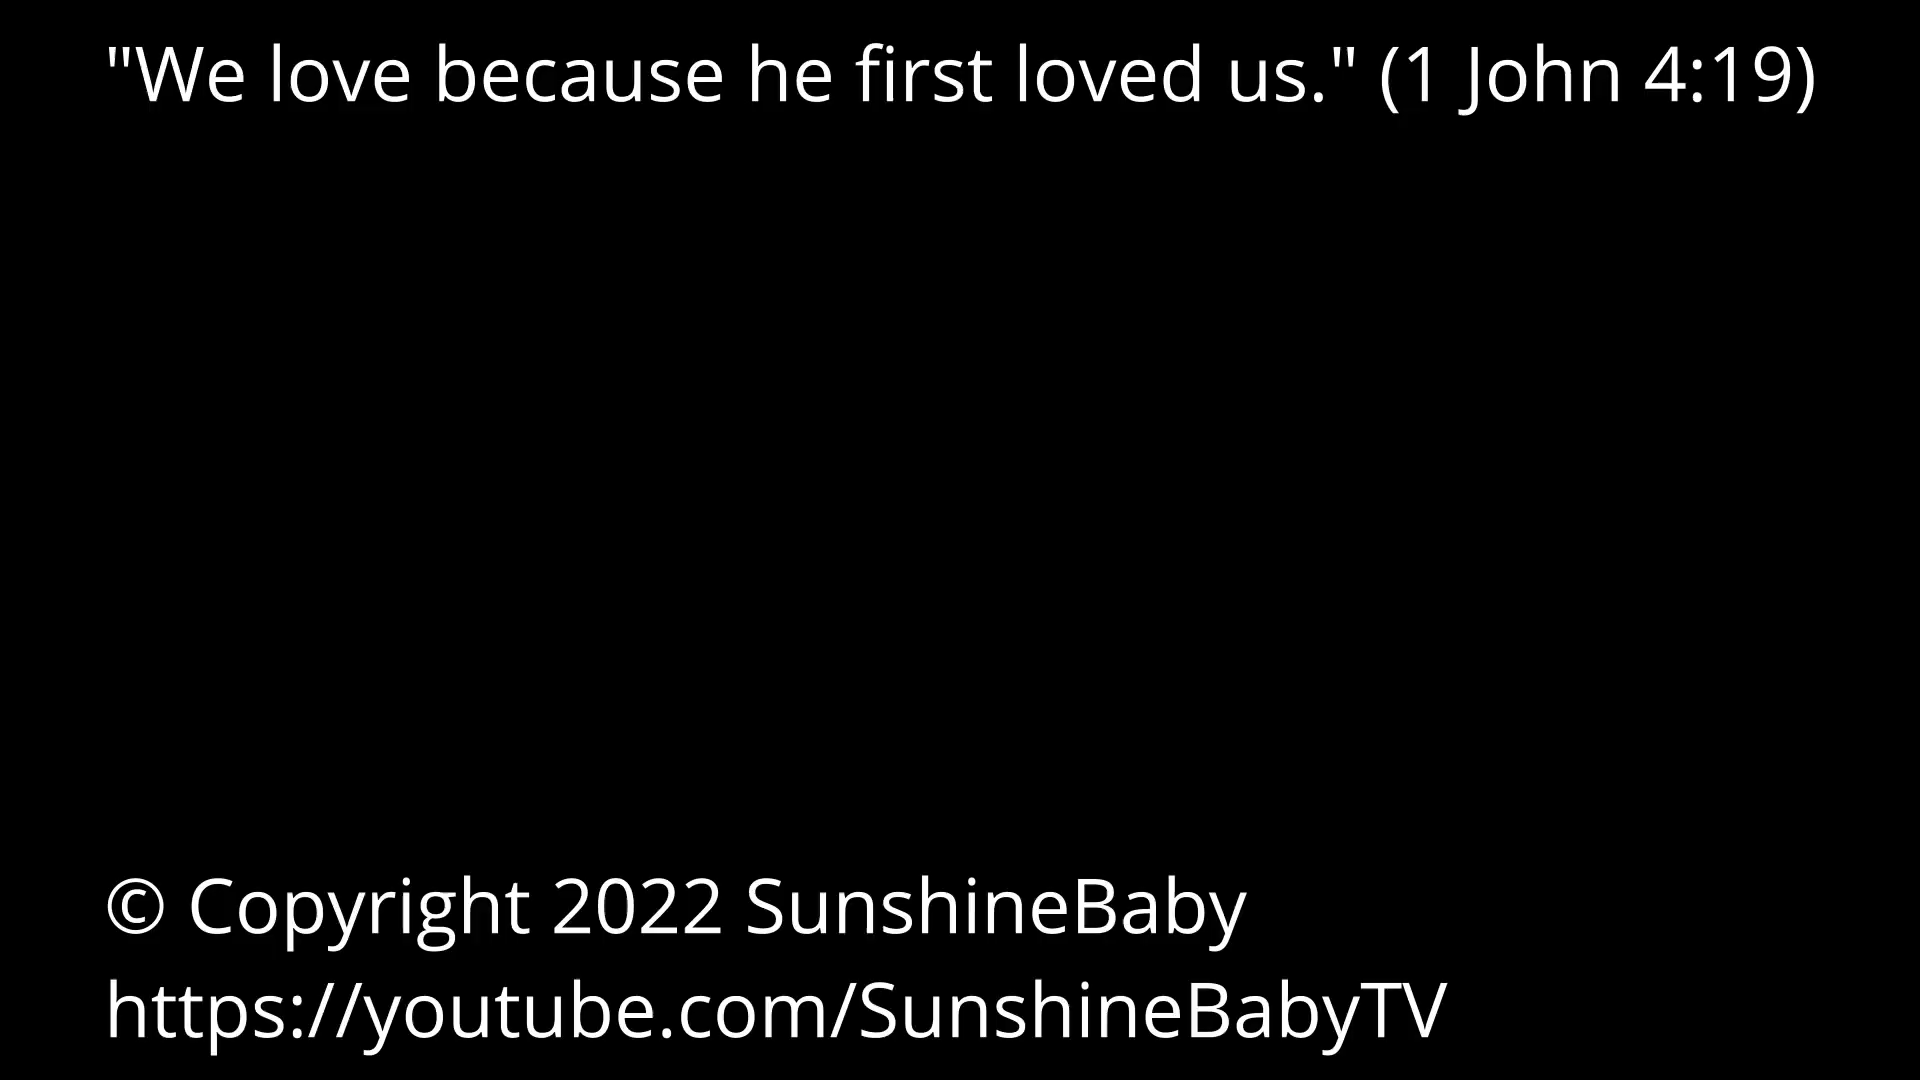 "We love because he first loved us." (1 John 4:19)
© Copyright 2022 SunshineBaby
https://youtube.com/SunshineBabyTV